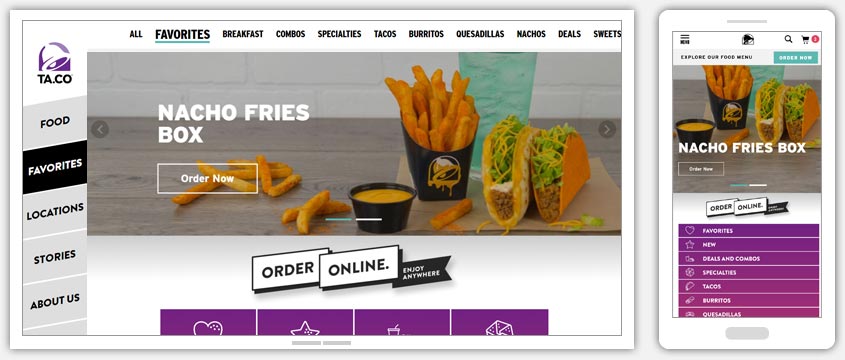 ALL FAVORITES BREAKFAST COMBOS SPECIALTIES TACOS BURRITOS QUESADILLAS NACHOS DEALS SWEETS
TA.CO
FOOD
FAVORITES
LOCATIONS
STORIES
ABOUT US
NACHO FRIES
BOX
Order Now
ORDER ONLINE. ENJOY
ANYWHERE
MENU
EXPLORE OUR FOOD MENU ORDER NOW
NACHO FRIES BOX
Order Now
ORDER ONLINE. ENJOY
ANYWHERE
FAVORITES
NEW
DEALS AND COMBOS
SPECIALTIES
TACOS
BURRITOS
QUESADILLAS